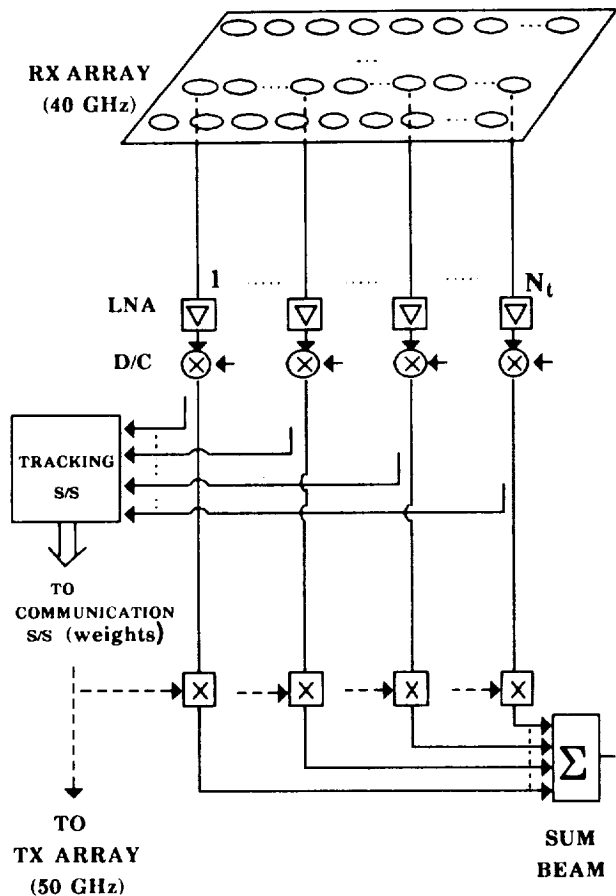 RX ARRAY
(40 GHz)
1
N_t
LNA
D/C
TRACKING
S/S
TO
COMMUNICATION
S/S (weights)
Σ
TO
TX ARRAY
(50 GHz)
SUM
BEAM